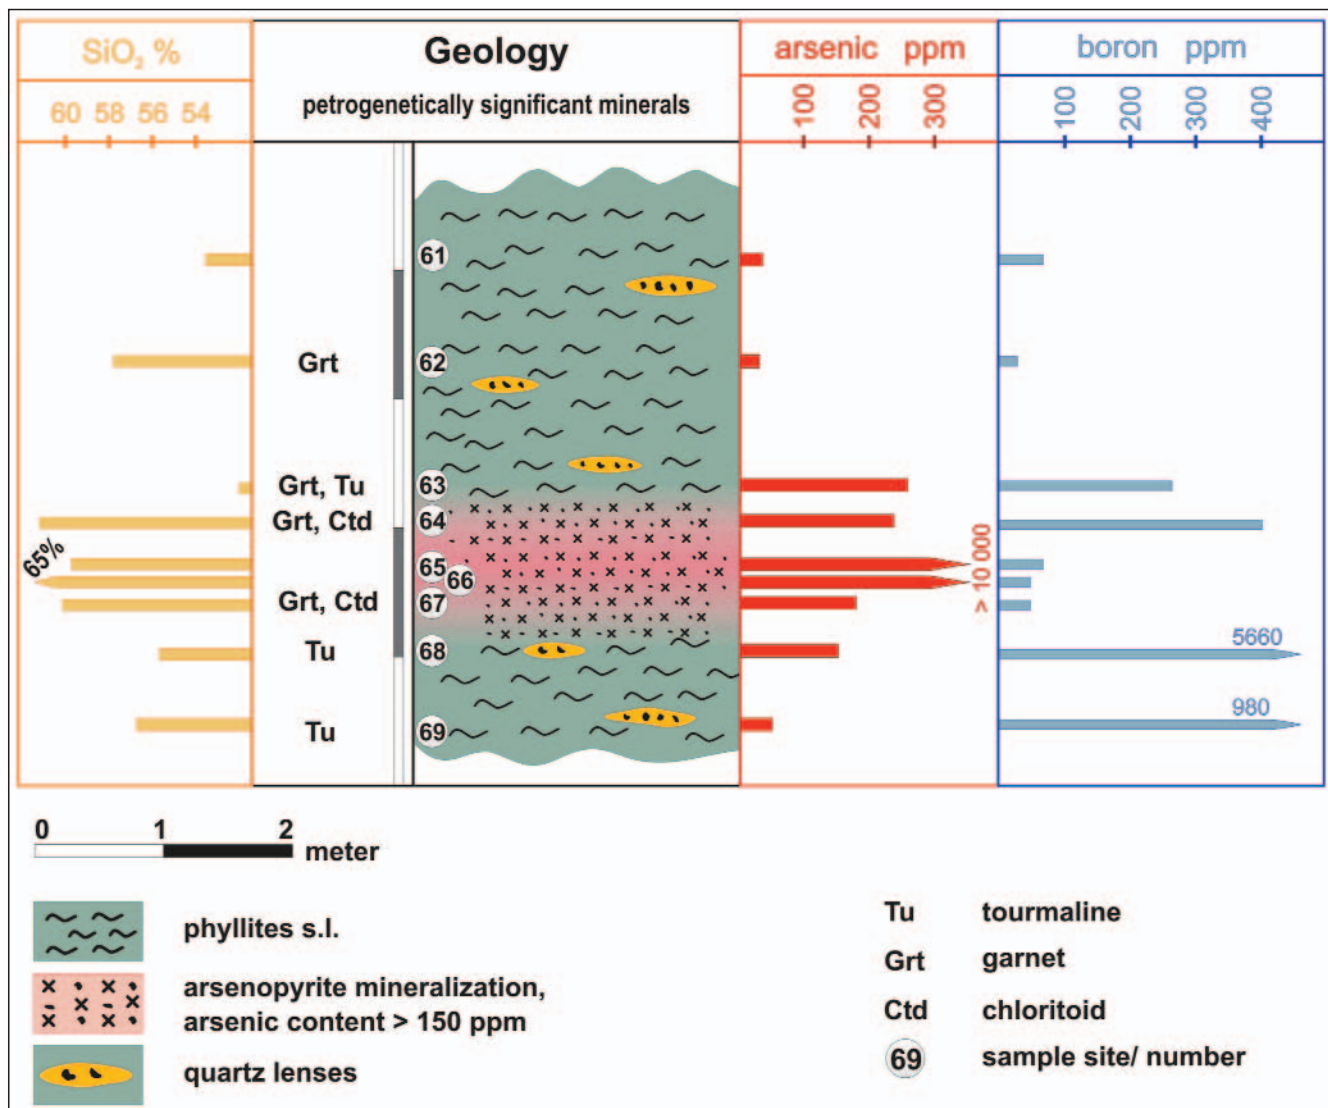 SiO₂ %
Geology
arsenic ppm
boron ppm
petrogenetically significant minerals
60 58 56 54
100 200 300
100 200 300 400
61
Grt 62
Grt, Tu 63
Grt, Ctd 64
65%
65
66
> 10 000
Grt, Ctd 67
Tu 68
5660
Tu 69
980
0 1 2
meter
phyllites s.l.
arsenopyrite mineralization,
arsenic content > 150 ppm
quartz lenses
Tu tourmaline
Grt garnet
Ctd chloritoid
69 sample site/ number